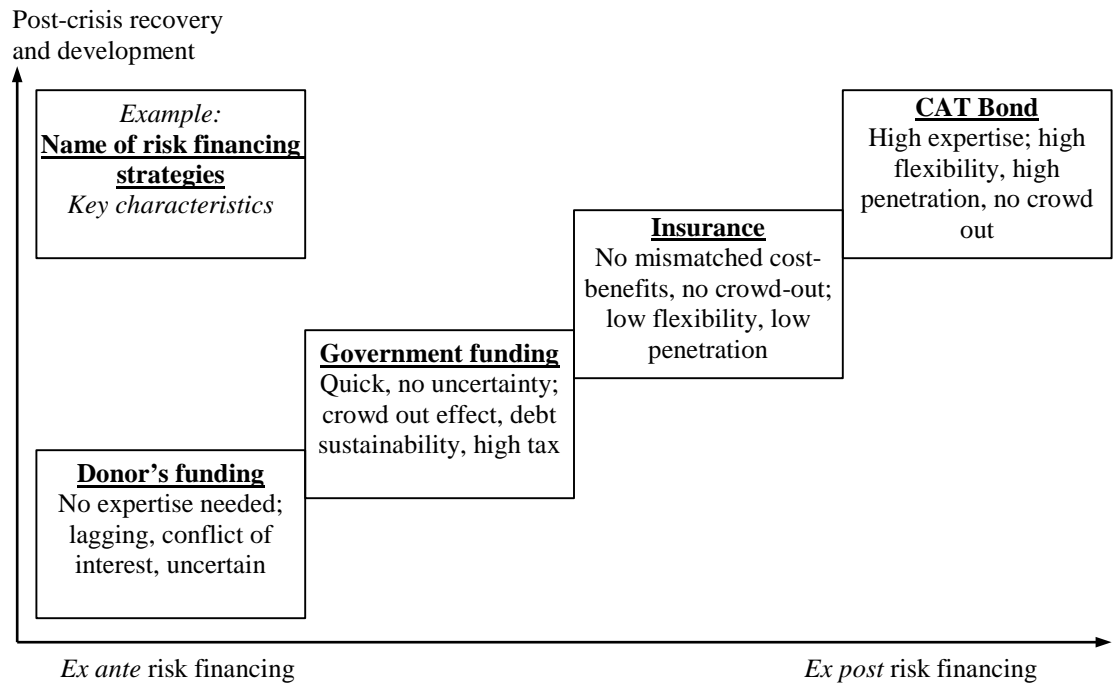 Post-crisis recovery
and development
Example:
Name of risk financing
strategies
Key characteristics
CAT Bond
High expertise; high
flexibility, high
penetration, no crowd
out
Insurance
No mismatched cost-
benefits, no crowd-out;
low flexibility, low
penetration
Government funding
Quick, no uncertainty;
crowd out effect, debt
sustainability, high tax
Donor’s funding
No expertise needed;
lagging, conflict of
interest, uncertain
Ex ante risk financing
Ex post risk financing